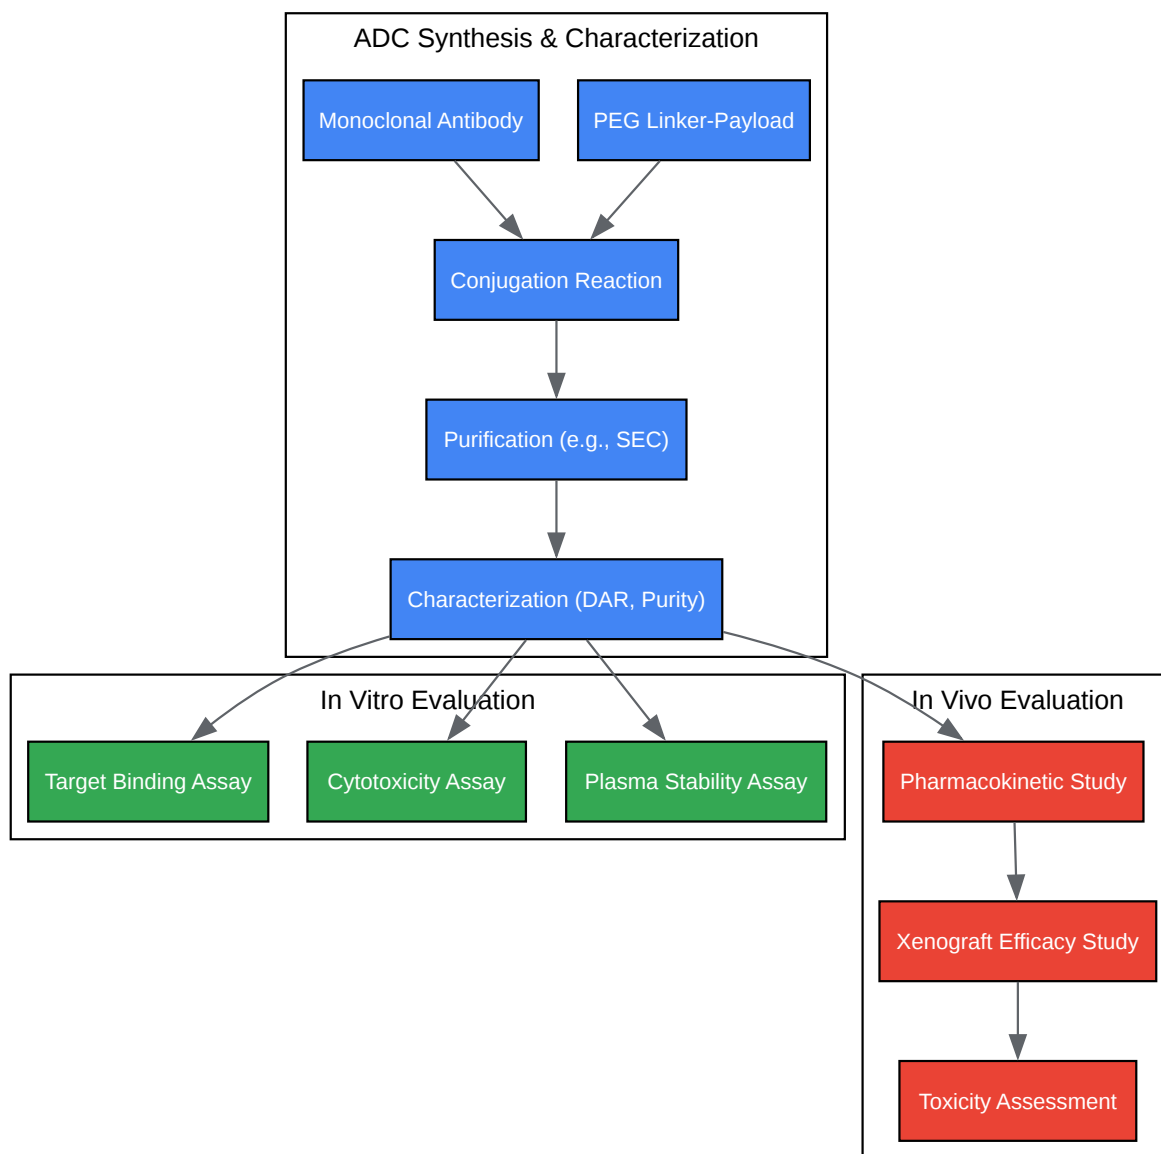 ADC Synthesis & Characterization
Monoclonal Antibody
PEG Linker-Payload
Conjugation Reaction
Purification (e.g., SEC)
Characterization (DAR, Purity)
In Vitro Evaluation
Target Binding Assay
Cytotoxicity Assay
Plasma Stability Assay
In Vivo Evaluation
Pharmacokinetic Study
Xenograft Efficacy Study
Toxicity Assessment